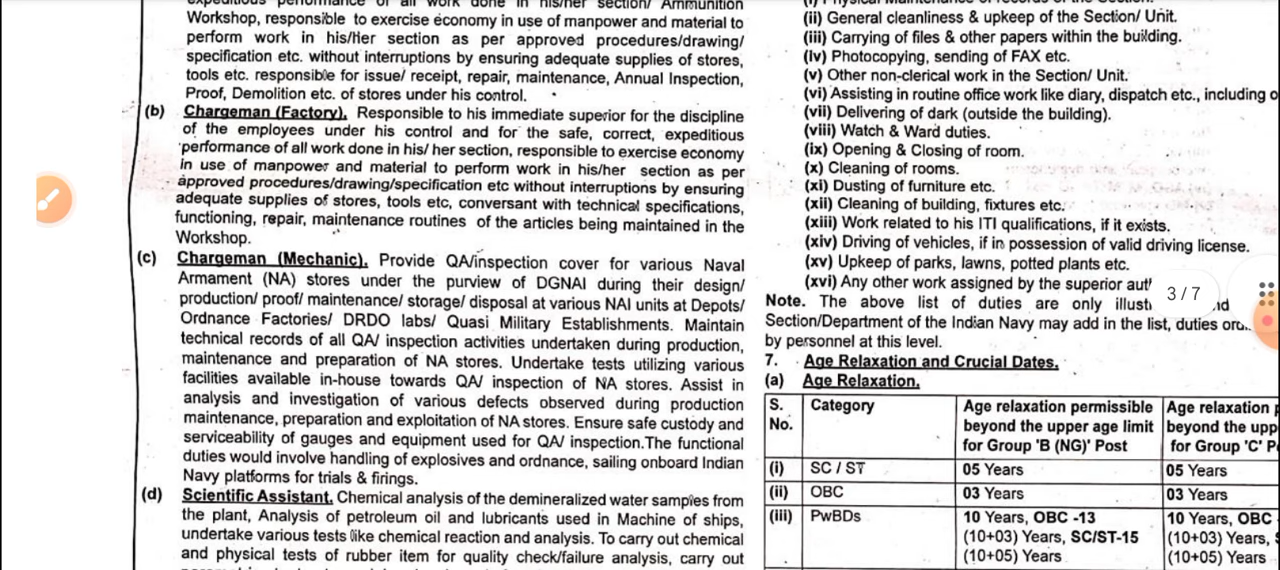 expeditious performance of all work done in his/her section/ Ammunition
Workshop, responsible to exercise economy in use of manpower and material to
perform work in his/her section as per approved procedures/drawing/
specification etc. without interruptions by ensuring adequate supplies of stores,
tools etc. responsible for issue/ receipt, repair, maintenance, Annual Inspection,
Proof, Demolition etc. of stores under his control.
(b) Chargeman (Factory). Responsible to his immediate superior for the discipline
of the employees under his control and for the safe, correct, expeditious
performance of all work done in his/ her section, responsible to exercise economy
in use of manpower and material to perform work in his/her section as per
approved procedures/drawing/specification etc without interruptions by ensuring
adequate supplies of stores, tools etc, conversant with technical specifications,
functioning, repair, maintenance routines of the articles being maintained in the
Workshop.
(c) Chargeman (Mechanic). Provide QA/inspection cover for various Naval
Armament (NA) stores under the purview of DGNAI during their design/
production/ proof/ maintenance/ storage/ disposal at various NAI units at Depots/
Ordnance Factories/ DRDO labs/ Quasi Military Establishments. Maintain
technical records of all QA/ inspection activities undertaken during production,
maintenance and preparation of NA stores. Undertake tests utilizing various
facilities available in-house towards QA/ inspection of NA stores. Assist in
analysis and investigation of various defects observed during production
maintenance, preparation and exploitation of NA stores. Ensure safe custody and
serviceability of gauges and equipment used for QA/ inspection.The functional
duties would involve handling of explosives and ordnance, sailing onboard Indian
Navy platforms for trials & firings.
(d) Scientific Assistant. Chemical analysis of the demineralized water samples from
the plant, Analysis of petroleum oil and lubricants used in Machine of ships,
undertake various tests like chemical reaction and analysis. To carry out chemical
and physical tests of rubber item for quality check/failure analysis, carry out
(i) Physical Maintenance of records of the Section.
(ii) General cleanliness & upkeep of the Section/ Unit.
(iii) Carrying of files & other papers within the building.
(iv) Photocopying, sending of FAX etc.
(v) Other non-clerical work in the Section/ Unit.
(vi) Assisting in routine office work like diary, dispatch etc., including o
(vii) Delivering of dark (outside the building).
(viii) Watch & Ward duties.
(ix) Opening & Closing of room.
(x) Cleaning of rooms.
(xi) Dusting of furniture etc.
(xii) Cleaning of building, fixtures etc.
(xiii) Work related to his ITI qualifications, if it exists.
(xiv) Driving of vehicles, if in possession of valid driving license.
(xv) Upkeep of parks, lawns, potted plants etc.
(xvi) Any other work assigned by the superior aut
3 / 7
Note. The above list of duties are only illust
Section/Department of the Indian Navy may add in the list, duties
by personnel at this level.
7. Age Relaxation and Crucial Dates.
(a) Age Relaxation.
S. No. Category Age relaxation permissible beyond the upper age limit for Group 'B (NG)' Post Age relaxation p beyond the upp for Group 'C' P
(i) SC / ST 05 Years 05 Years
(ii) OBC 03 Years 03 Years
(iii) PwBDs 10 Years, OBC -13 10 Years, OBC
(10+03) Years, SC/ST-15 (10+03) Years,
(10+05) Years (10+05) Years